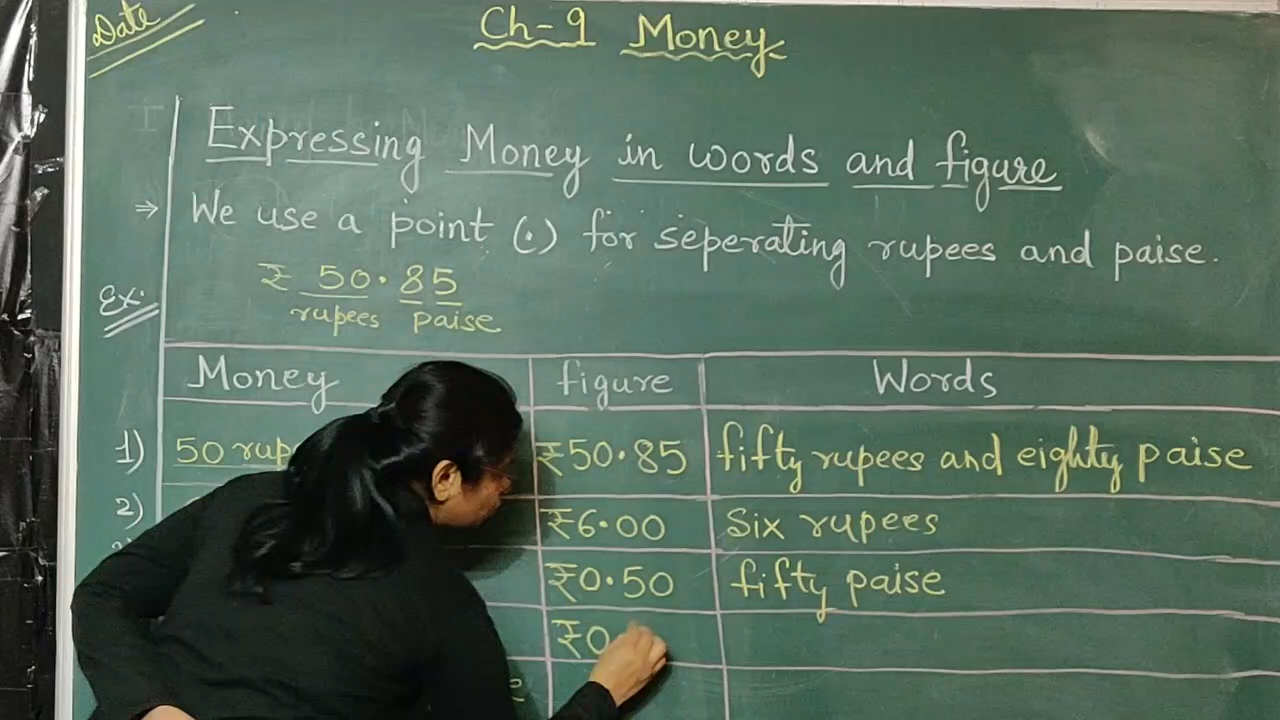 Date
Ch-9 Money
Expressing Money in words and figure
⇒ We use a point (.) for seperating rupees and paise.
Ex:
₹ 50.85
rupees paise
Money figure Words
1) 50 ₹50.85 fifty rupees and eighty paise
2) ₹6.00 Six rupees
₹0.50 fifty paise
₹0